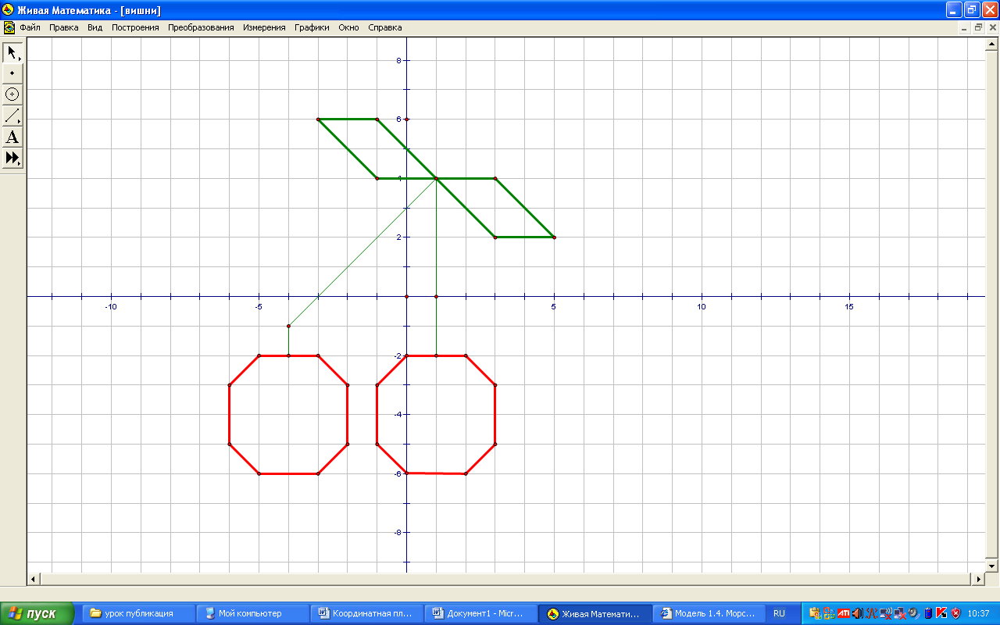 Живая Математика - [вишни]
Файл Правка Вид Построения Преобразования Измерения Графики Окно Справка
A
8
6
4
2
-10 -5 5 10 15
-2
-4
-6
-8
пуск урок публикация Мой компьютер Координатная пл... Документ1 - Micr... Живая Математи... Модель 1.4. Морс... RU ATI K 10:37